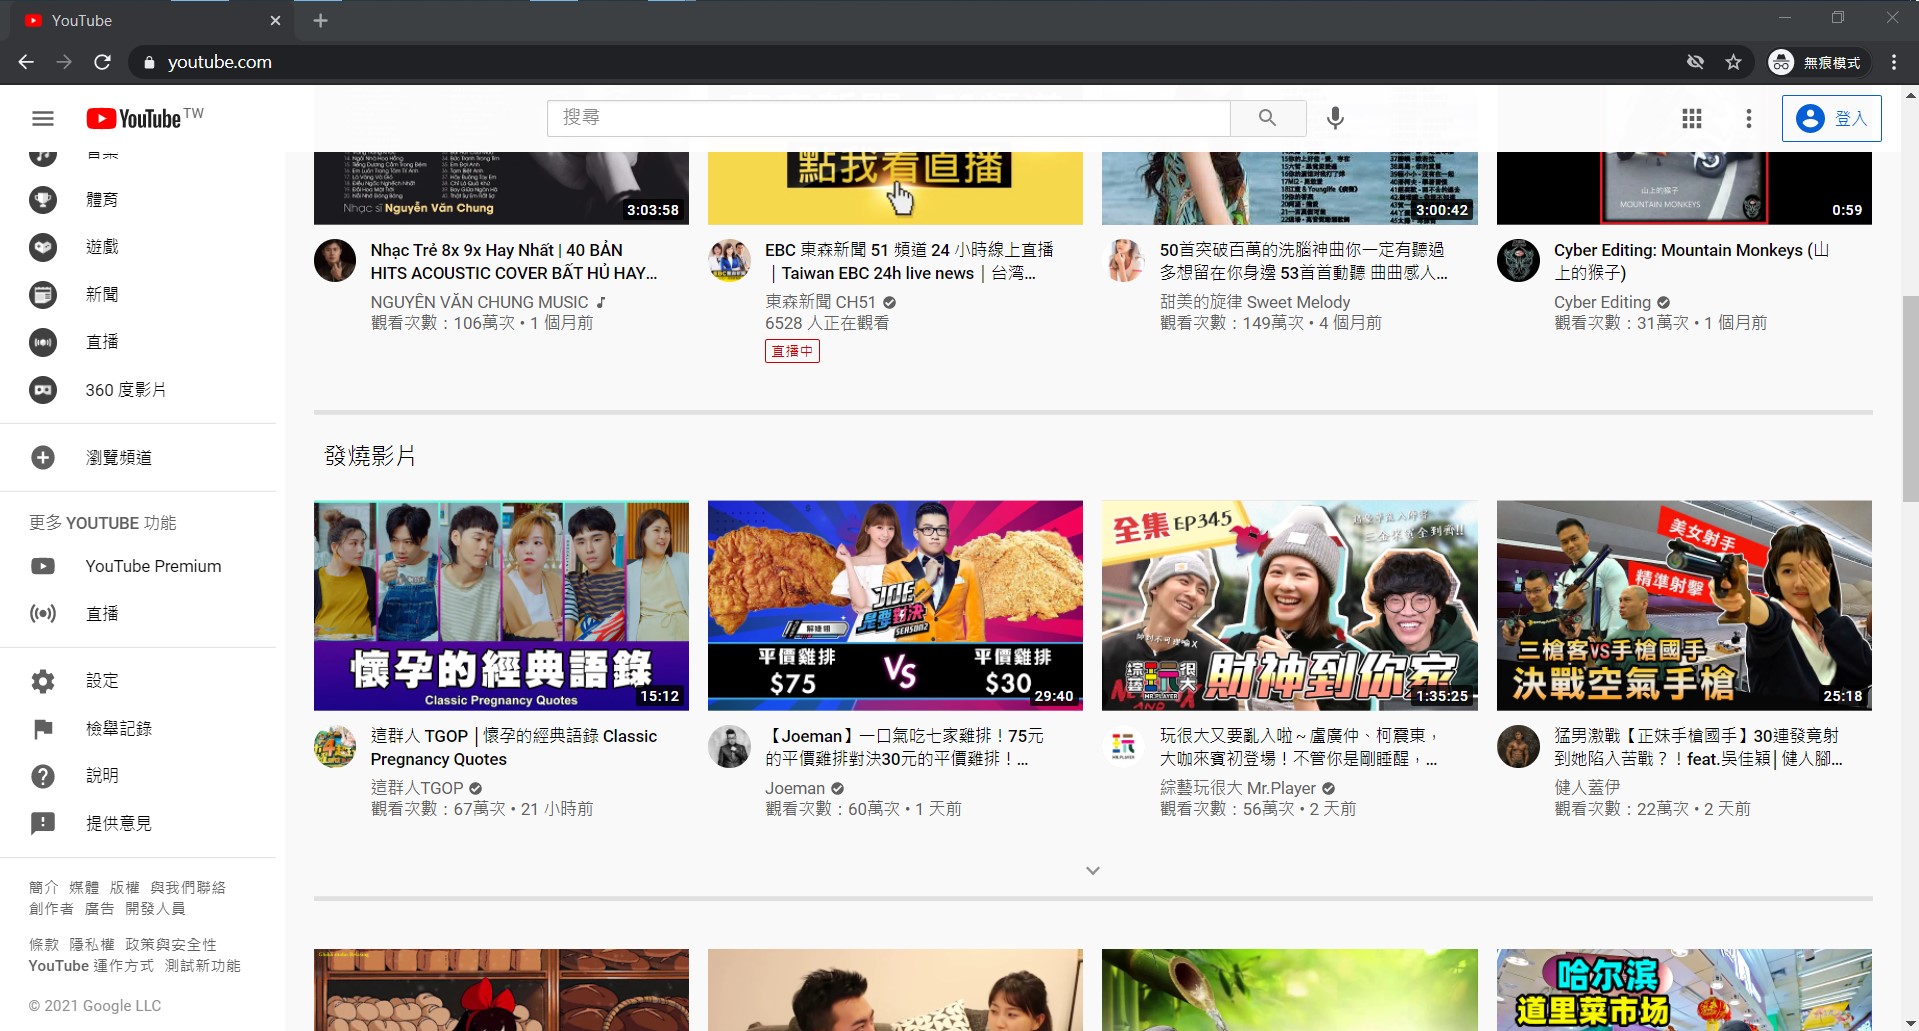 YouTube
youtube.com
無痕模式
YouTube TW
搜尋
登入
音樂
體育
遊戲
新聞
直播
360 度影片
瀏覽頻道
更多 YOUTUBE 功能
YouTube Premium
直播
設定
檢舉記錄
說明
提供意見
簡介 媒體 版權 與我們聯絡
創作者 廣告 開發人員
條款 隱私權 政策與安全性
YouTube 運作方式 測試新功能
© 2021 Google LLC
Nhạc sĩ Nguyễn Văn Chung
3:03:58
點我看直播
3:00:42
山上的猴子
MOUNTAIN MONKEYS
0:59
Nhạc Trẻ 8x 9x Hay Nhất | 40 BẢN
HITS ACOUSTIC COVER BẤT HỦ HAY...
NGUYỄN VĂN CHUNG MUSIC
觀看次數：106萬次 • 1 個月前
EBC 東森新聞 51 頻道 24 小時線上直播
｜Taiwan EBC 24h live news｜台湾...
東森新聞 CH51
6528 人正在觀看
直播中
50首突破百萬的洗腦神曲你一定有聽過
多想留在你身邊 53首首動聽 曲曲感人...
甜美的旋律 Sweet Melody
觀看次數：149萬次 • 4 個月前
Cyber Editing: Mountain Monkeys (山
上的猴子)
Cyber Editing
觀看次數：31萬次 • 1 個月前
發燒影片
懷孕的經典語錄
Classic Pregnancy Quotes
15:12
JOE
是要對決
SEASON2
平價雞排
$75
VS
平價雞排
$30
29:40
全集 EP345
綜藝玩很大
MR.PLAYER
財神到你家
1:35:25
美女射手
精準射擊
三槍客VS手槍國手
決戰空氣手槍
25:18
這群人 TGOP │懷孕的經典語錄 Classic
Pregnancy Quotes
這群人TGOP
觀看次數：67萬次 • 21 小時前
【Joeman】一口氣吃七家雞排！75元
的平價雞排對決30元的平價雞排！...
Joeman
觀看次數：60萬次 • 1 天前
玩很大又要亂入啦～盧廣仲、柯震東，
大咖來賓初登場！不管你是剛睡醒，...
綜藝玩很大 Mr.Player
觀看次數：56萬次 • 2 天前
猛男激戰【正妹手槍國手】30連發竟射
到她陷入苦戰？！feat.吳佳穎│健人腳...
健人蓋伊
觀看次數：22萬次 • 2 天前
哈尔滨
道里菜市场